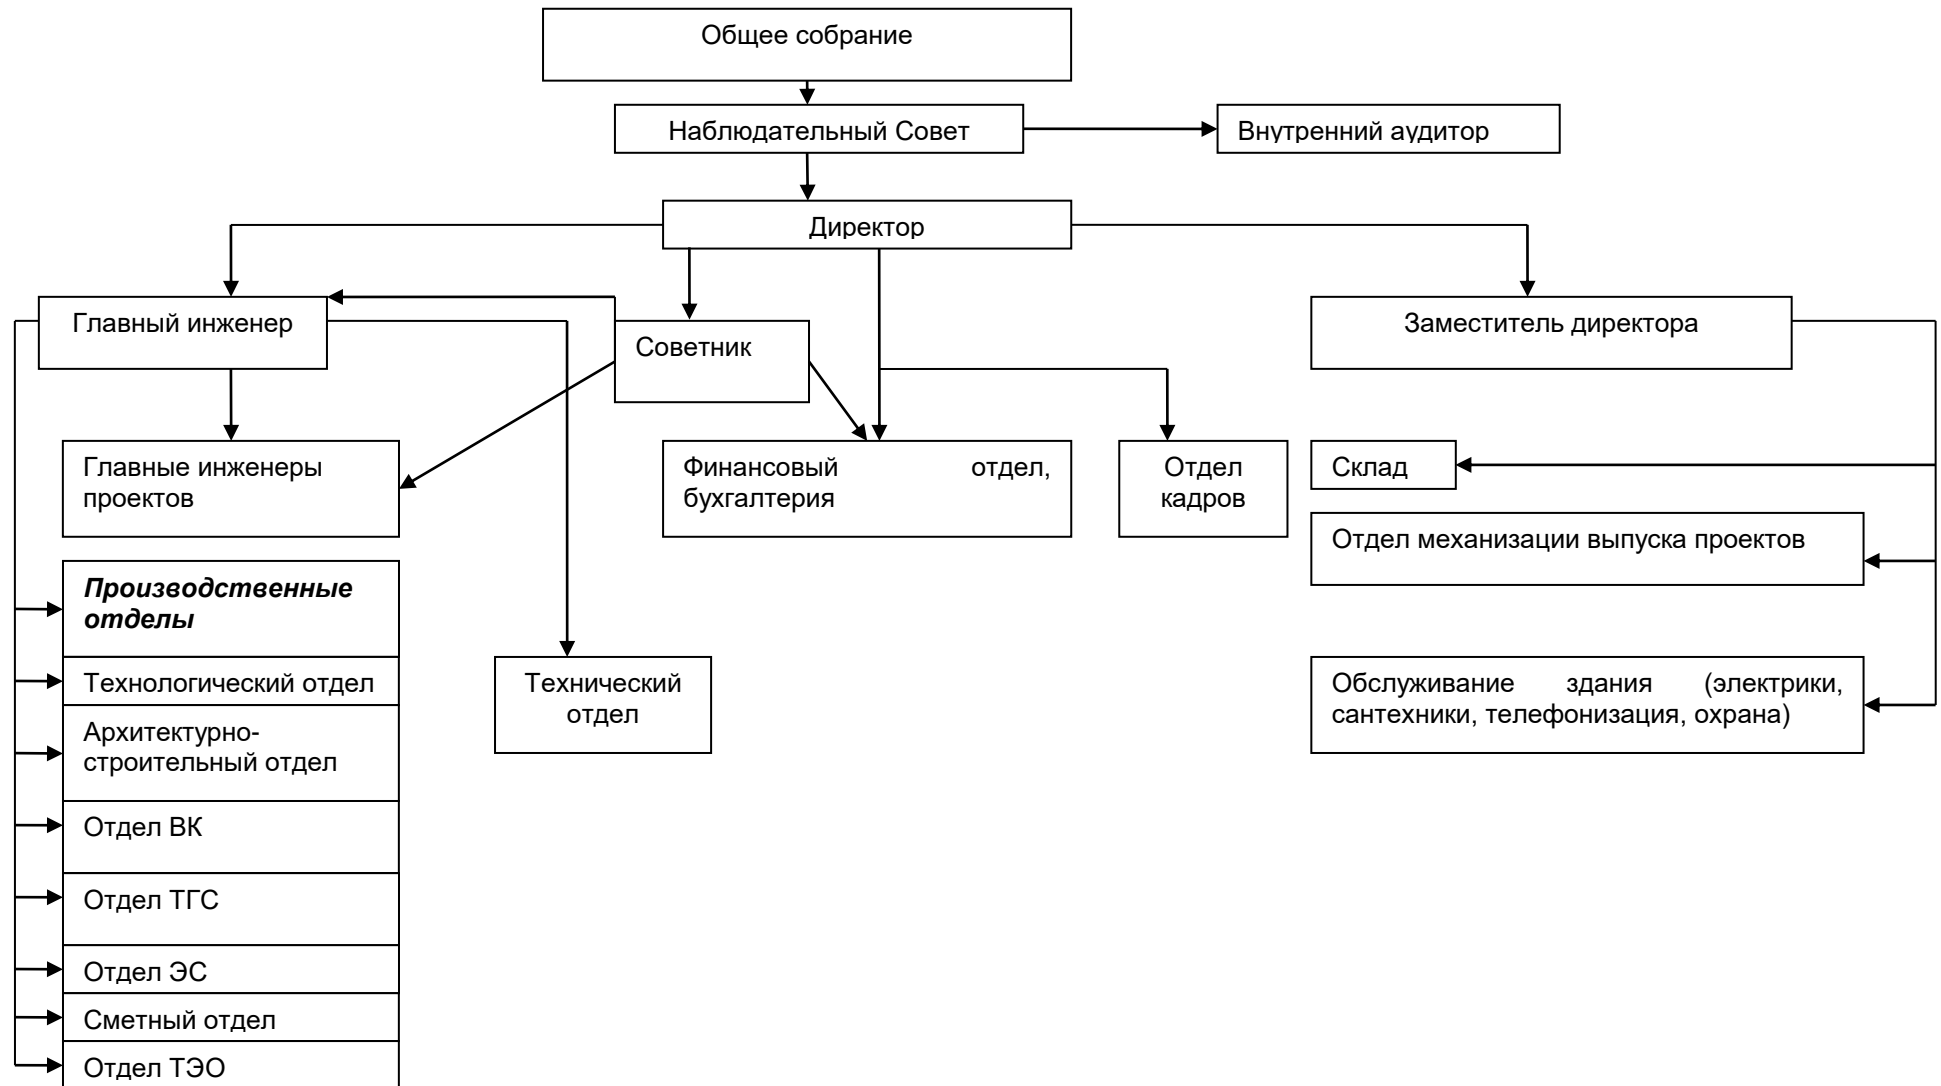 Общее собрание
Наблюдательный Совет
Внутренний аудитор
Директор
Главный инженер
Советник
Заместитель директора
Главные инженеры
проектов
Финансовый отдел,
бухгалтерия
Отдел
кадров
Склад
Отдел механизации выпуска проектов
Производственные
отделы
Технологический отдел
Технический
отдел
Обслуживание здания (электрики,
сантехники, телефонизация, охрана)
Архитектурно-
строительный отдел
Отдел ВК
Отдел ТГС
Отдел ЭС
Сметный отдел
Отдел ТЭО